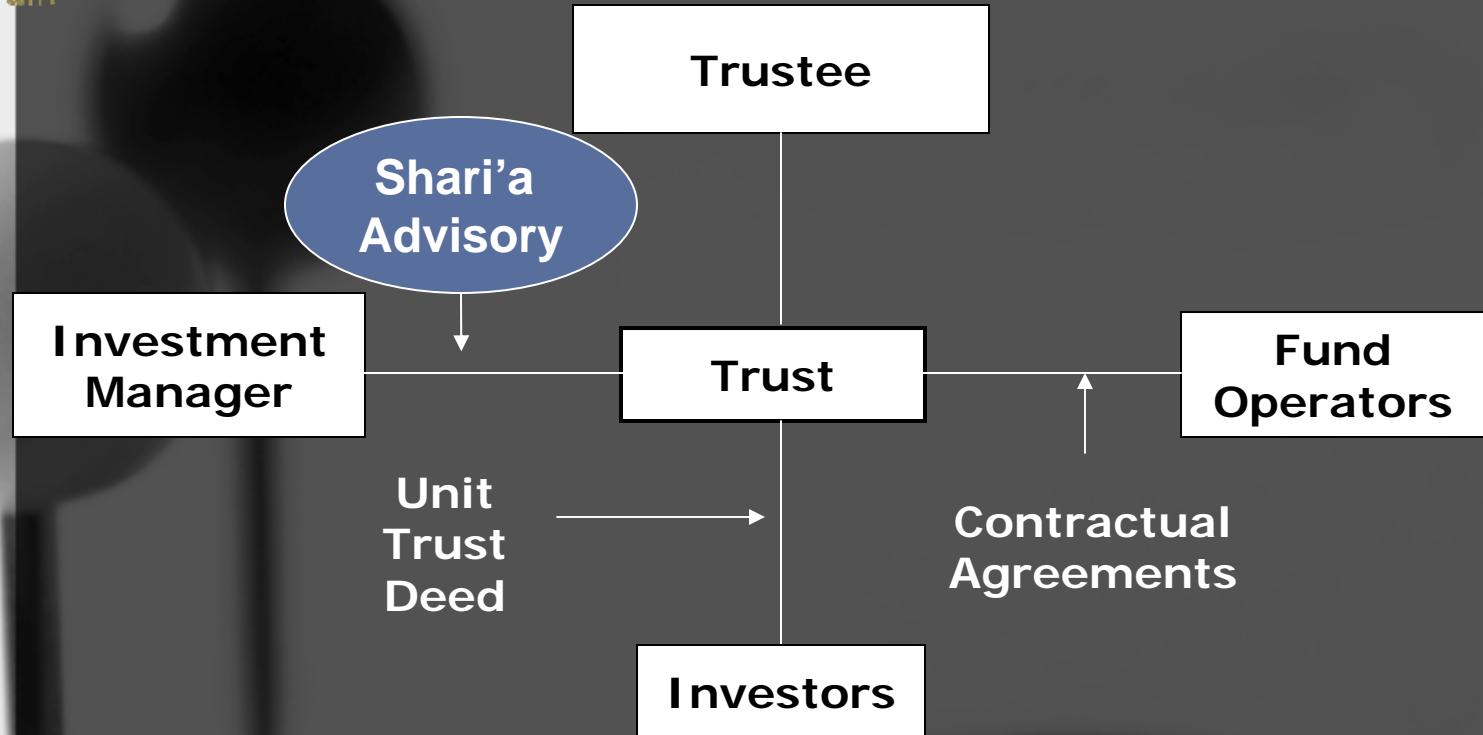 Trustee
Shari’a
Advisory
Investment
Manager
Trust
Fund
Operators
Unit
Trust
Deed
Contractual
Agreements
Investors